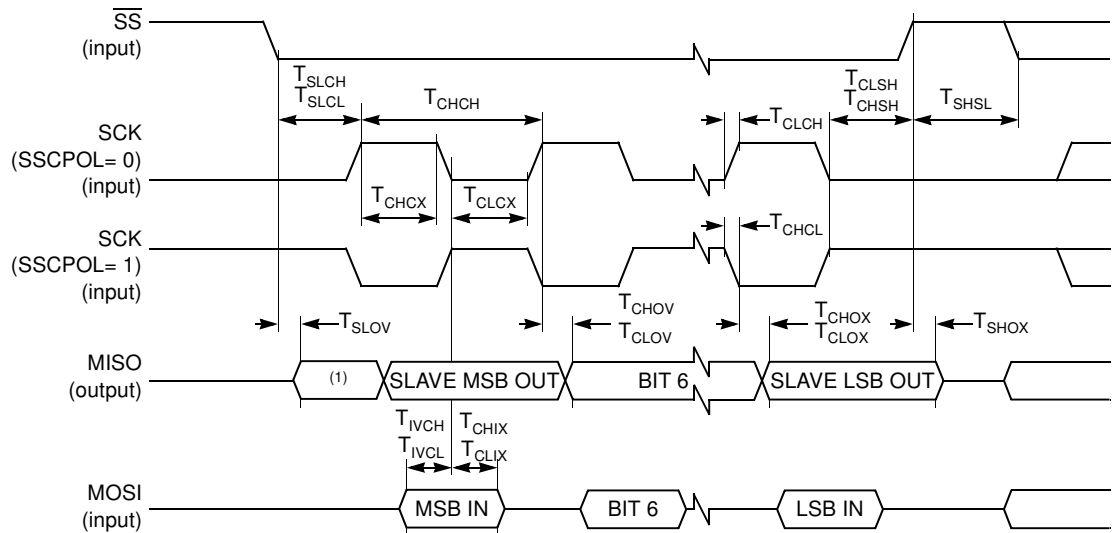 SS
(input)
TSLCH
TSLCL
TCHCH
TCLCH
TCLSH
TCHSH
TSHSL
SCK
(SSCPOL= 0)
(input)
TCHCX
TCLCX
TCHCL
SCK
(SSCPOL= 1)
(input)
TSLOV
TCHOV
TCLOV
TCHOX
TCLOX
TSHOX
MISO
(output)
(1)
SLAVE MSB OUT
BIT 6
SLAVE LSB OUT
TIVCH
TIVCL
TCHIX
TCLIX
MOSI
(input)
MSB IN
BIT 6
LSB IN